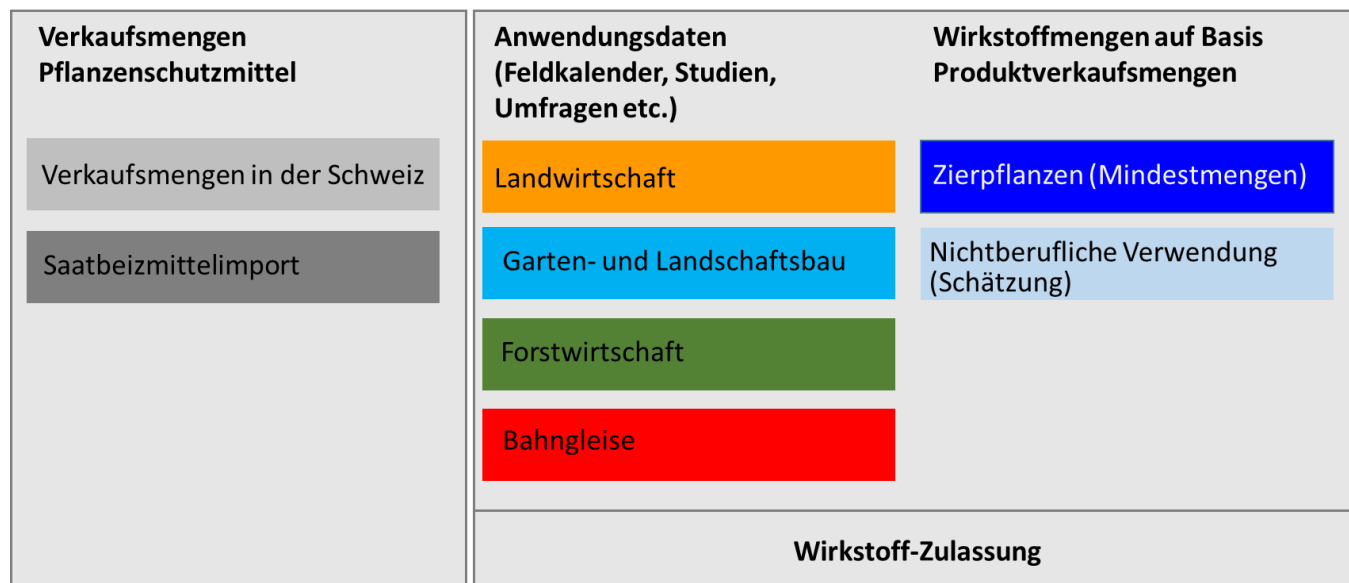 Verkaufsmengen
Pflanzenschutzmittel
Verkaufsmengen in der Schweiz
Saatbeizmittelimport
Anwendungsdaten
(Feldkalender, Studien,
Umfragen etc.)
Landwirtschaft
Garten- und Landschaftsbau
Forstwirtschaft
Bahngleise
Wirkstoffmengen auf Basis
Produktverkaufsmengen
Zierpflanzen (Mindestmengen)
Nichtberufliche Verwendung
(Schätzung)
Wirkstoff-Zulassung